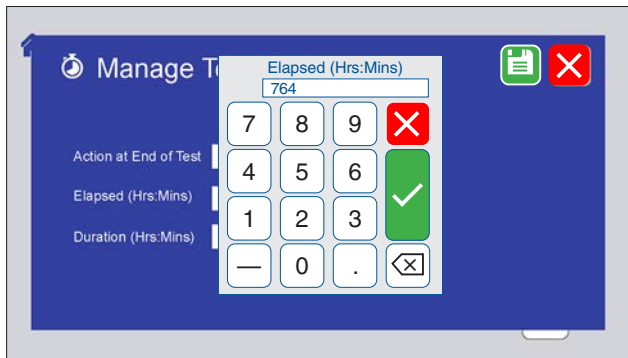 Manage T
Elapsed (Hrs:Mins)
764
7 8 9
Action at End of Test
4 5 6
Elapsed (Hrs:Mins)
1 2 3
Duration (Hrs:Mins)
— 0 .